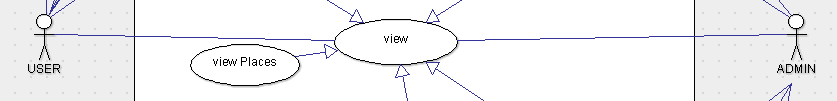 view
view Places
USER
ADMIN